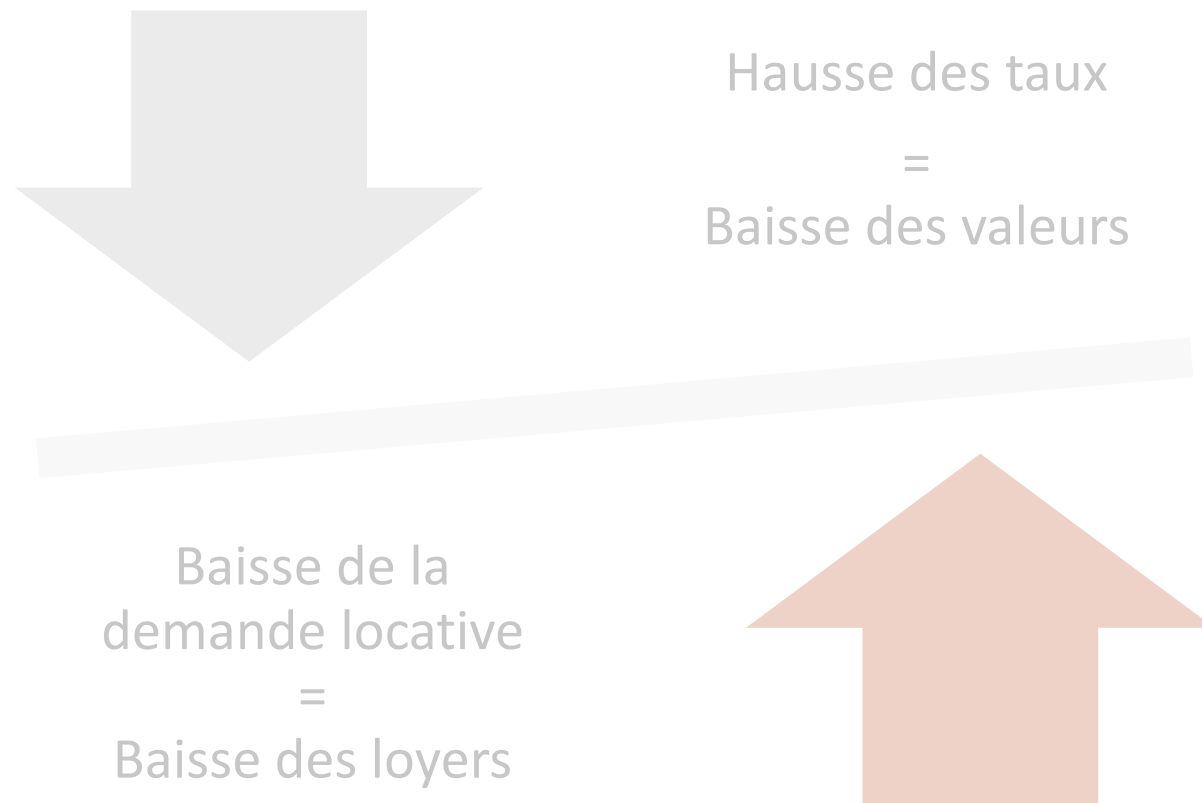 Hausse des taux
=
Baisse des valeurs
Baisse de la
demande locative
=
Baisse des loyers